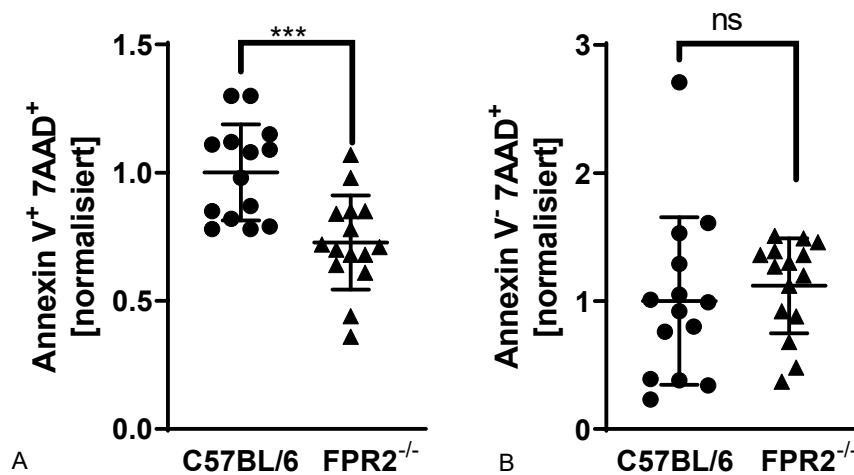 ***
1.5
1.0
0.5
0.0
Annexin V⁺ 7AAD⁺
[normalisiert]
C57BL/6 FPR2⁻/⁻
A
ns
3
2
1
0
Annexin V⁻ 7AAD⁺
[normalisiert]
C57BL/6 FPR2⁻/⁻
B